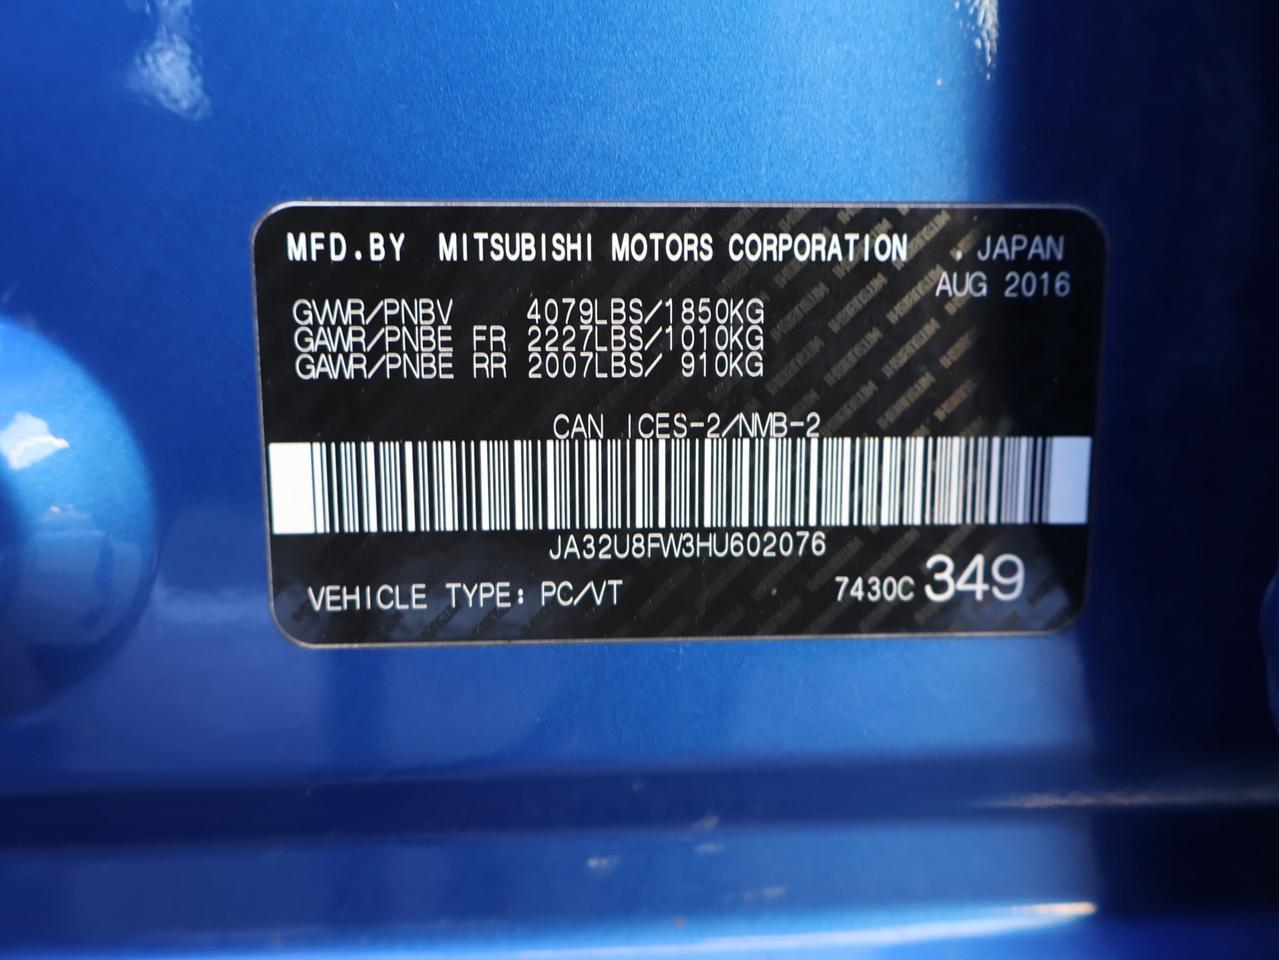 MFD.BY MITSUBISHI MOTORS CORPORATION , JAPAN
AUG 2016
GVWR/PNBV 4079LBS/1850KG
GAWR/PNBE FR 2227LBS/1010KG
GAWR/PNBE RR 2007LBS/ 910KG
CAN ICES-2/NMB-2
JA32U8FW3HU602076
VEHICLE TYPE: PC/VT 7430C 349